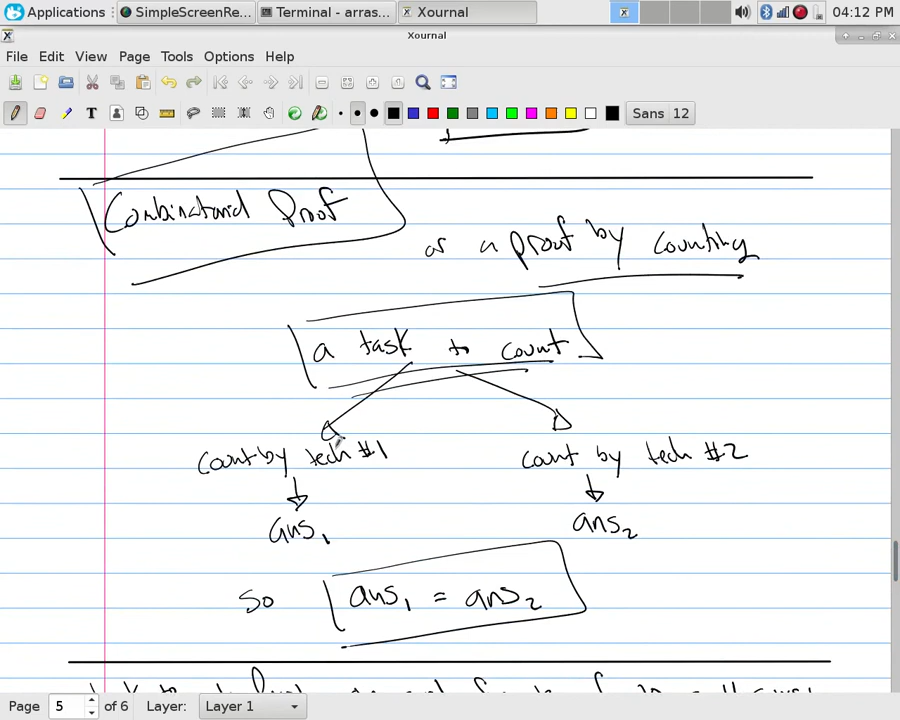 Applications SimpleScreenRe... Terminal - arras... Xournal 04:12 PM
Xournal
File Edit View Page Tools Options Help
Sans 12
Combinatorial Proof
or a proof by counting
a task to count
count by tech #1 count by tech #2
ans1 ans2
so ans1 = ans2
Page 5 of 6 Layer: Layer 1